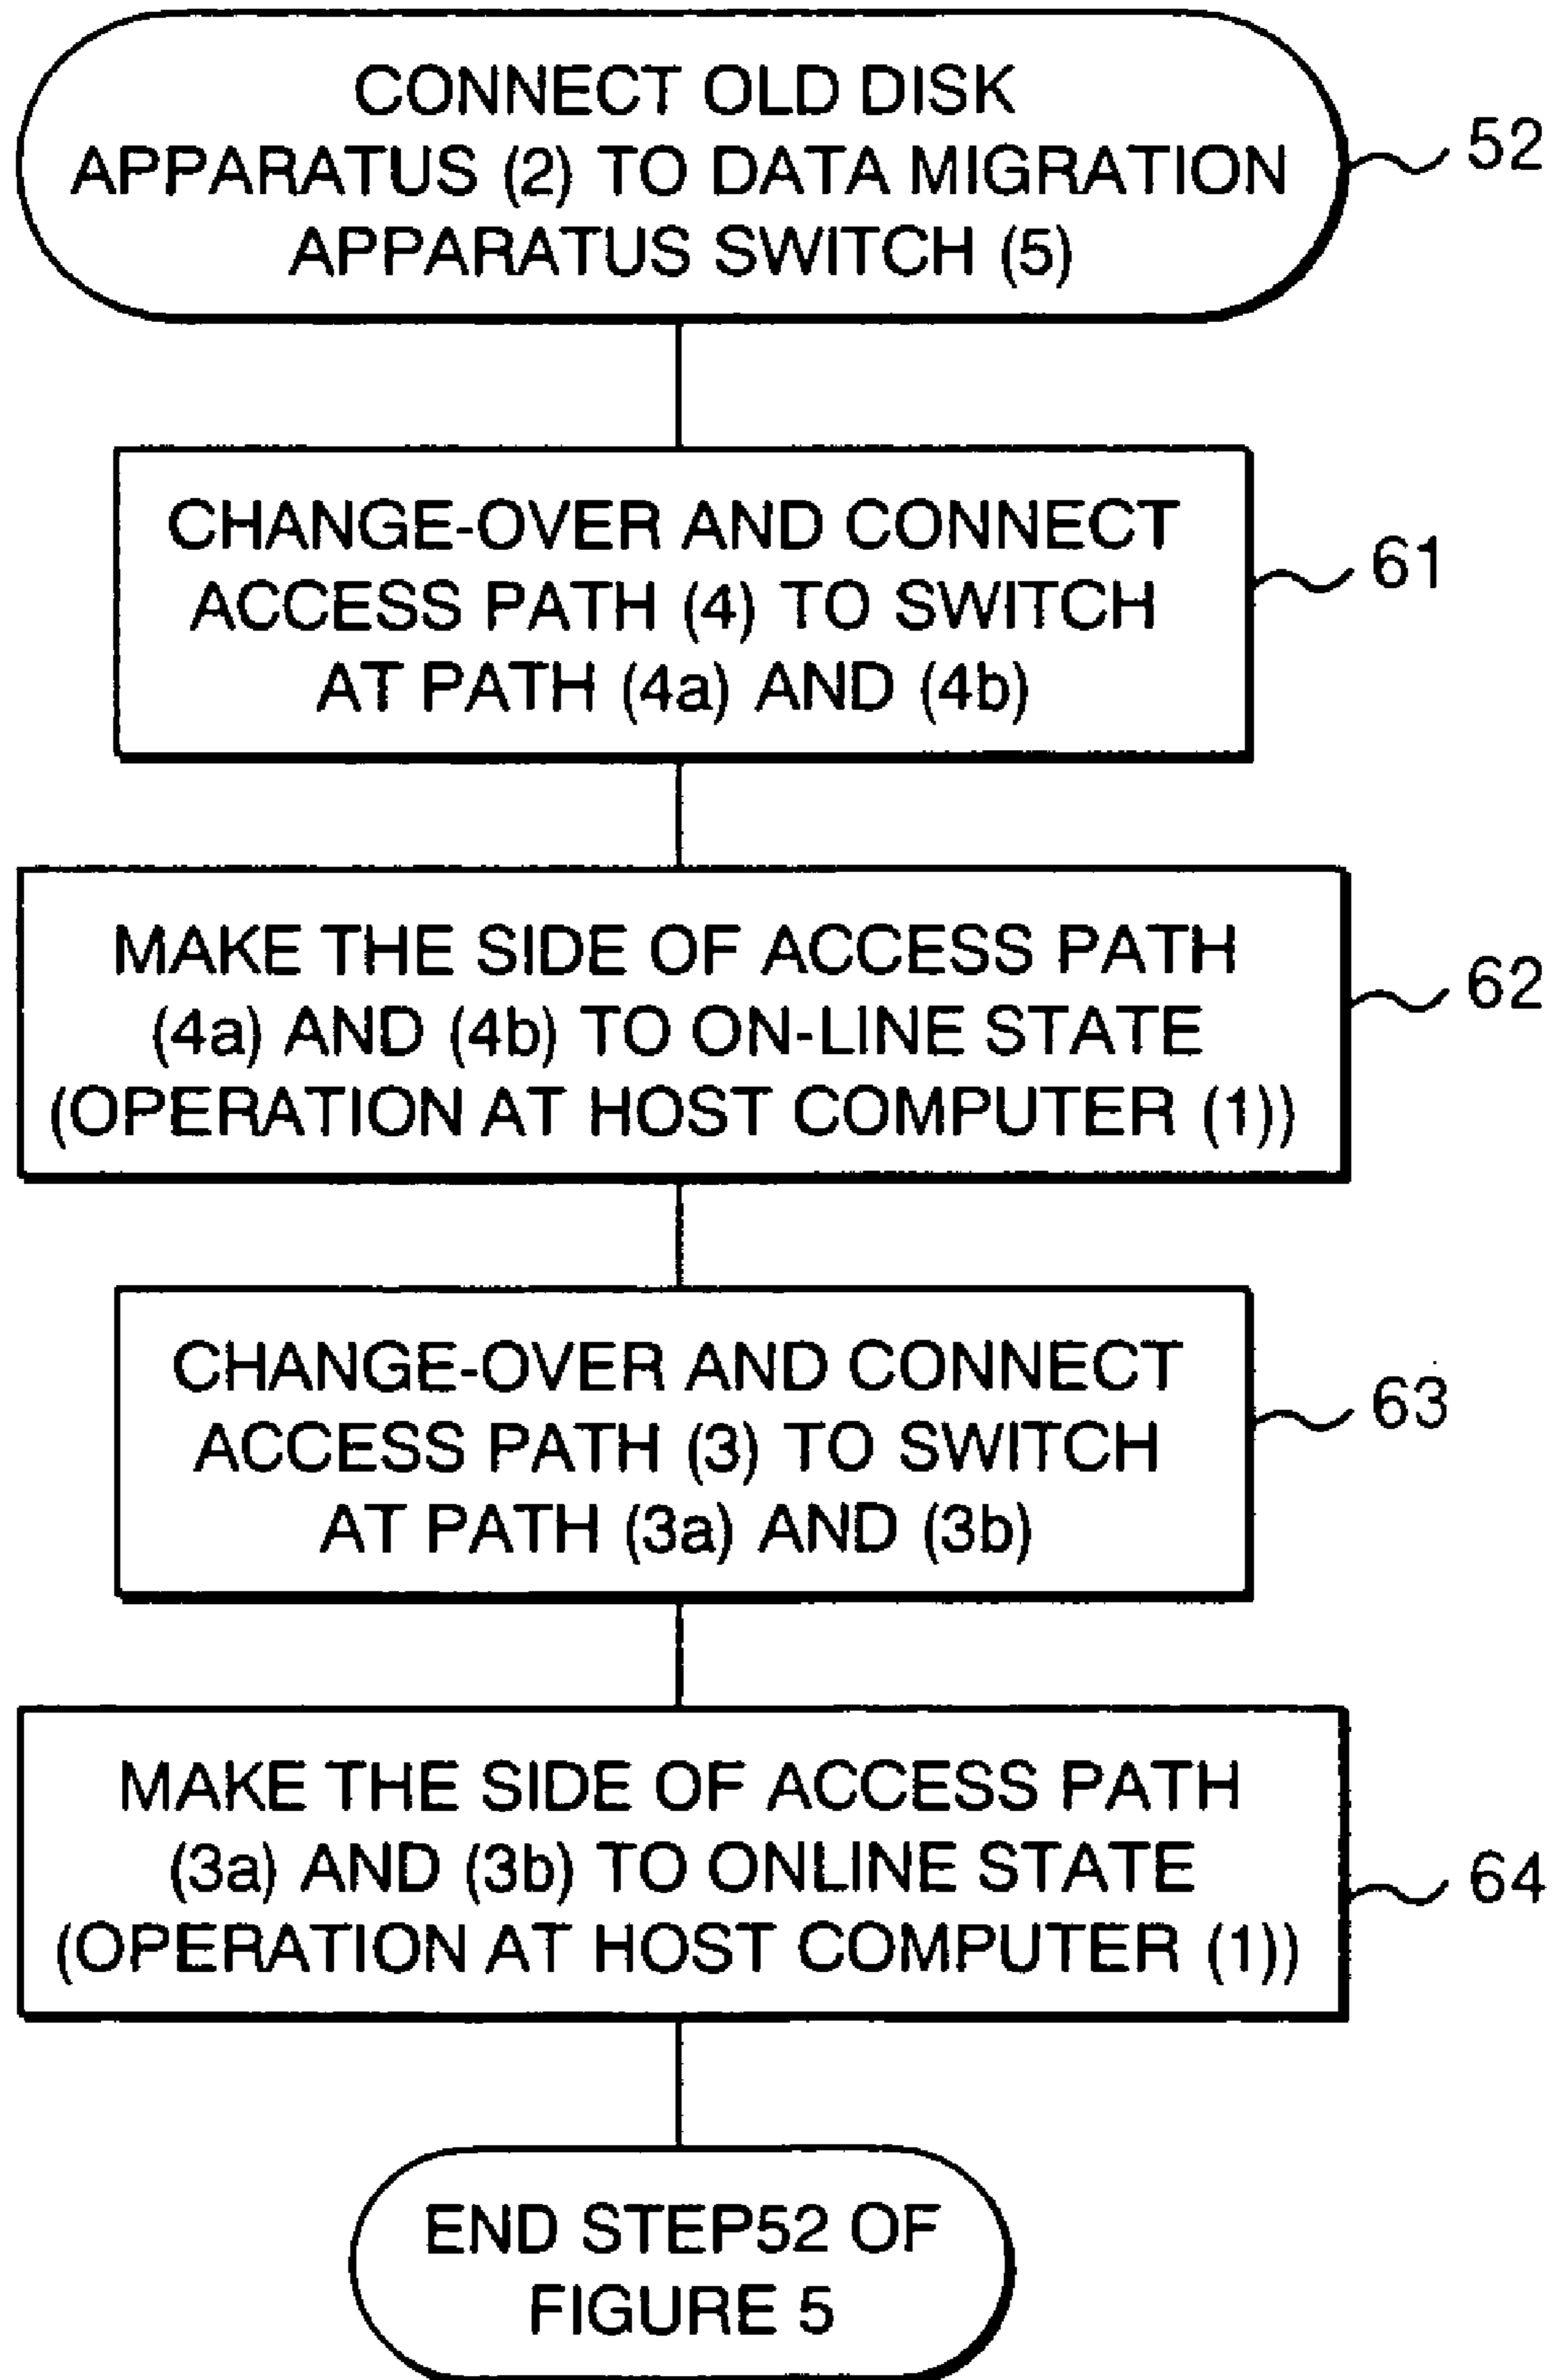 CONNECT OLD DISK
APPARATUS (2) TO DATA MIGRATION
APPARATUS SWITCH (5)
52
CHANGE-OVER AND CONNECT
ACCESS PATH (4) TO SWITCH
AT PATH (4a) AND (4b)
61
MAKE THE SIDE OF ACCESS PATH
(4a) AND (4b) TO ON-LINE STATE
(OPERATION AT HOST COMPUTER (1))
62
CHANGE-OVER AND CONNECT
ACCESS PATH (3) TO SWITCH
AT PATH (3a) AND (3b)
63
MAKE THE SIDE OF ACCESS PATH
(3a) AND (3b) TO ONLINE STATE
(OPERATION AT HOST COMPUTER (1))
64
END STEP52 OF
FIGURE 5